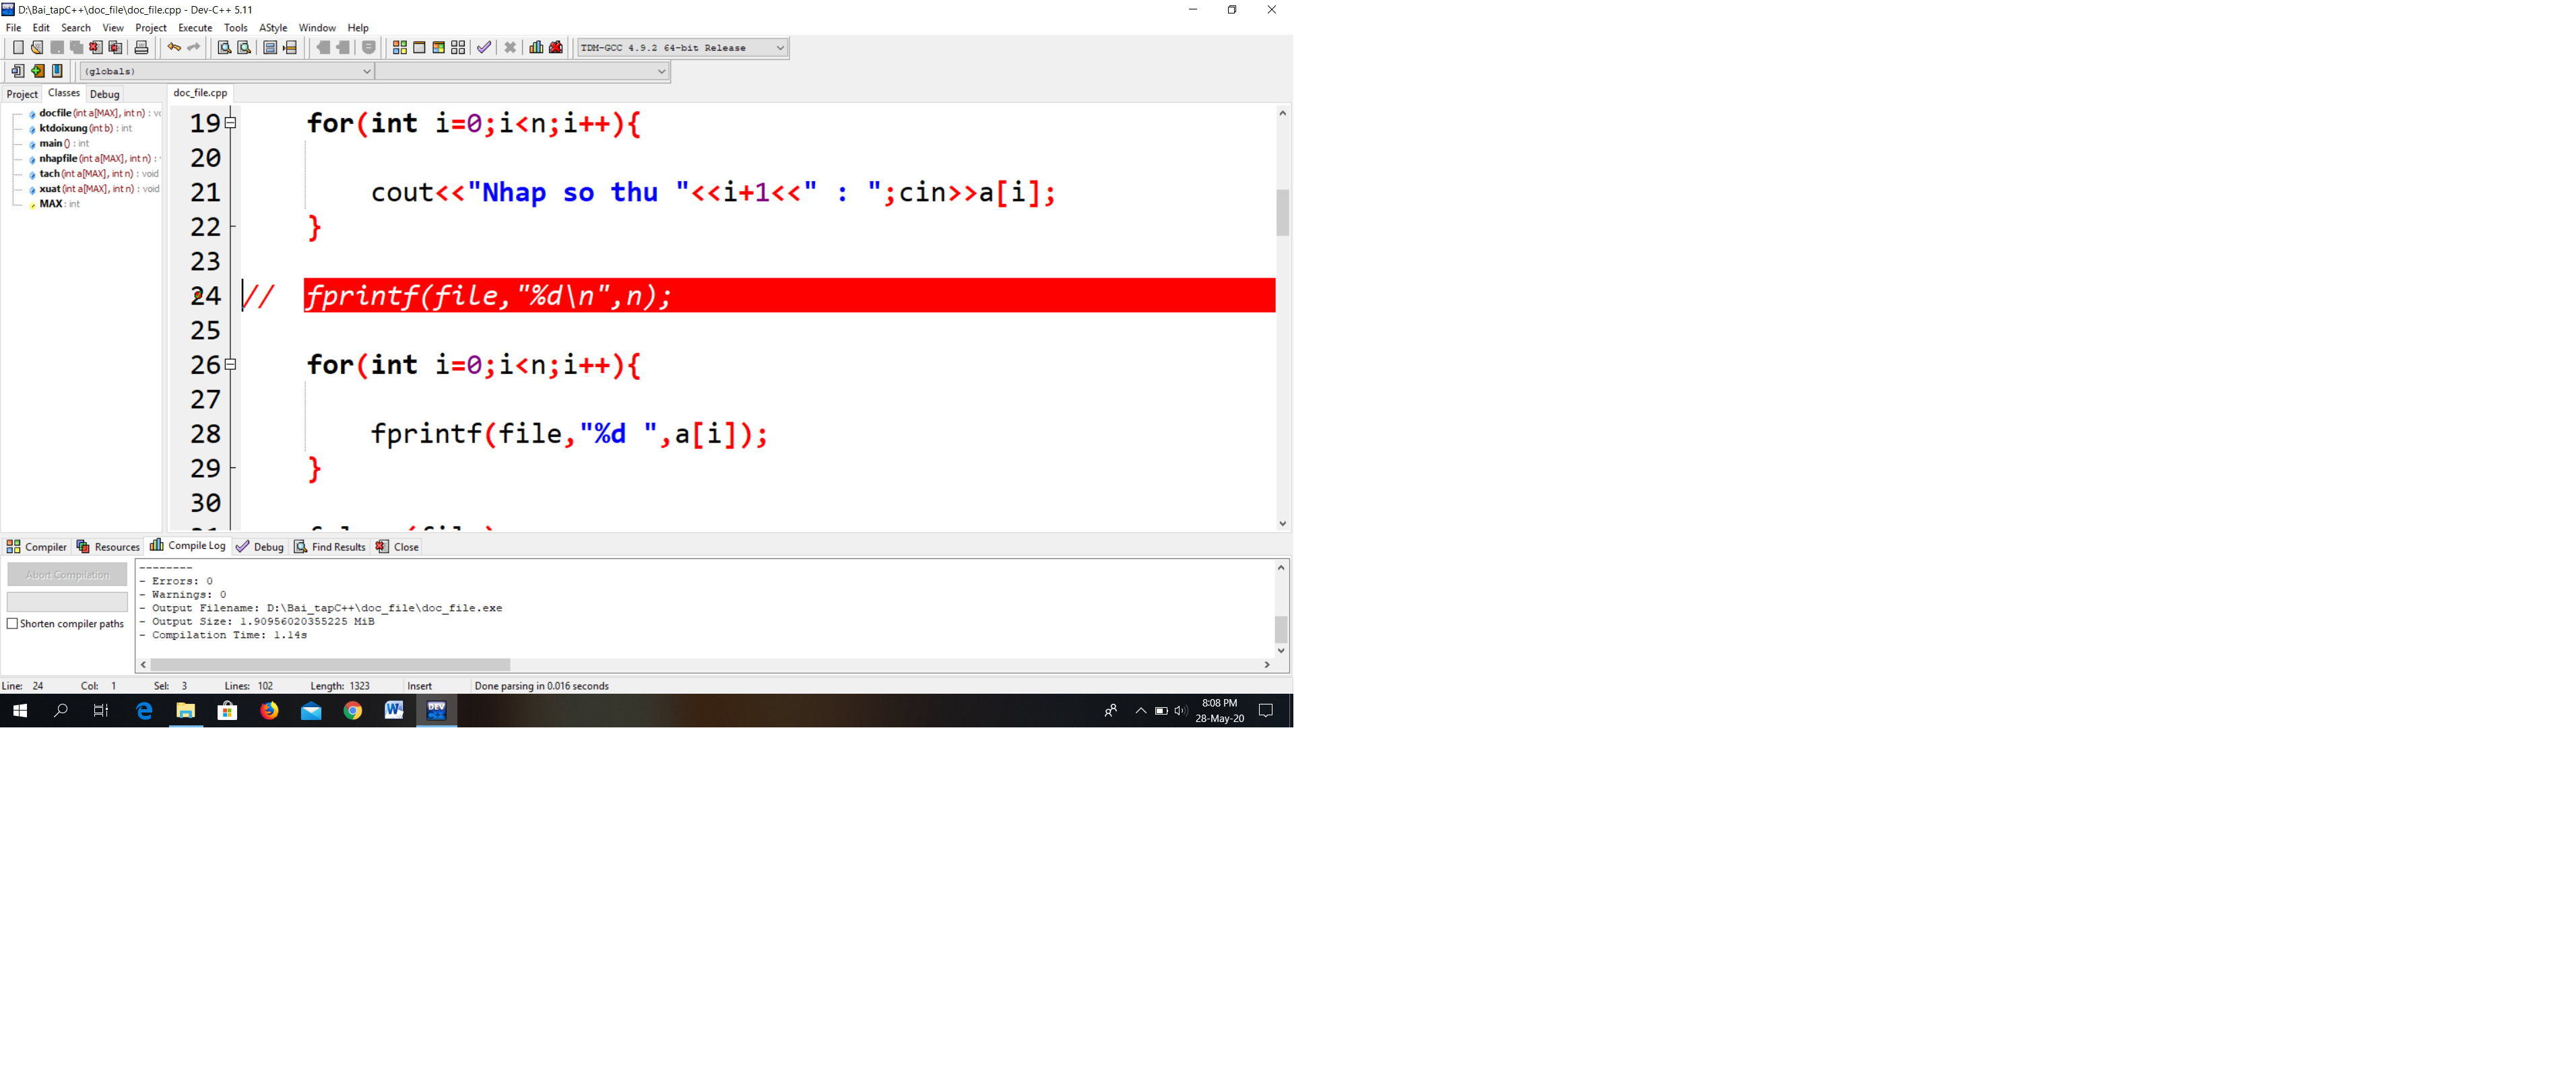 D:\Bai_tapC++\doc_file\doc_file.cpp - Dev-C++ 5.11
File Edit Search View Project Execute Tools AStyle Window Help
TDM-GCC 4.9.2 64-bit Release
(globals)
Project Classes Debug
doc_file.cpp
docfile (int a[MAX], int n) :
ktdoixung (int b) : int
main () : int
nhapfile (int a[MAX], int n) :
tach (int a[MAX], int n) : void
xuat (int a[MAX], int n) : void
MAX : int
19 for(int i=0;i<n;i++){
20
21 cout<<"Nhap so thu "<<i+1<<" : ";cin>>a[i];
22 }
23
24 // fprintf(file,"%d\n",n);
25
26 for(int i=0;i<n;i++){
27
28 fprintf(file,"%d ",a[i]);
29 }
30
Compiler Resources Compile Log Debug Find Results Close
Abort Compilation
Shorten compiler paths
--------
- Errors: 0
- Warnings: 0
- Output Filename: D:\Bai_tapC++\doc_file\doc_file.exe
- Output Size: 1.90956020355225 MiB
- Compilation Time: 1.14s
Line: 24 Col: 1 Sel: 3 Lines: 102 Length: 1323 Insert Done parsing in 0.016 seconds
DEV
8:08 PM
28-May-20